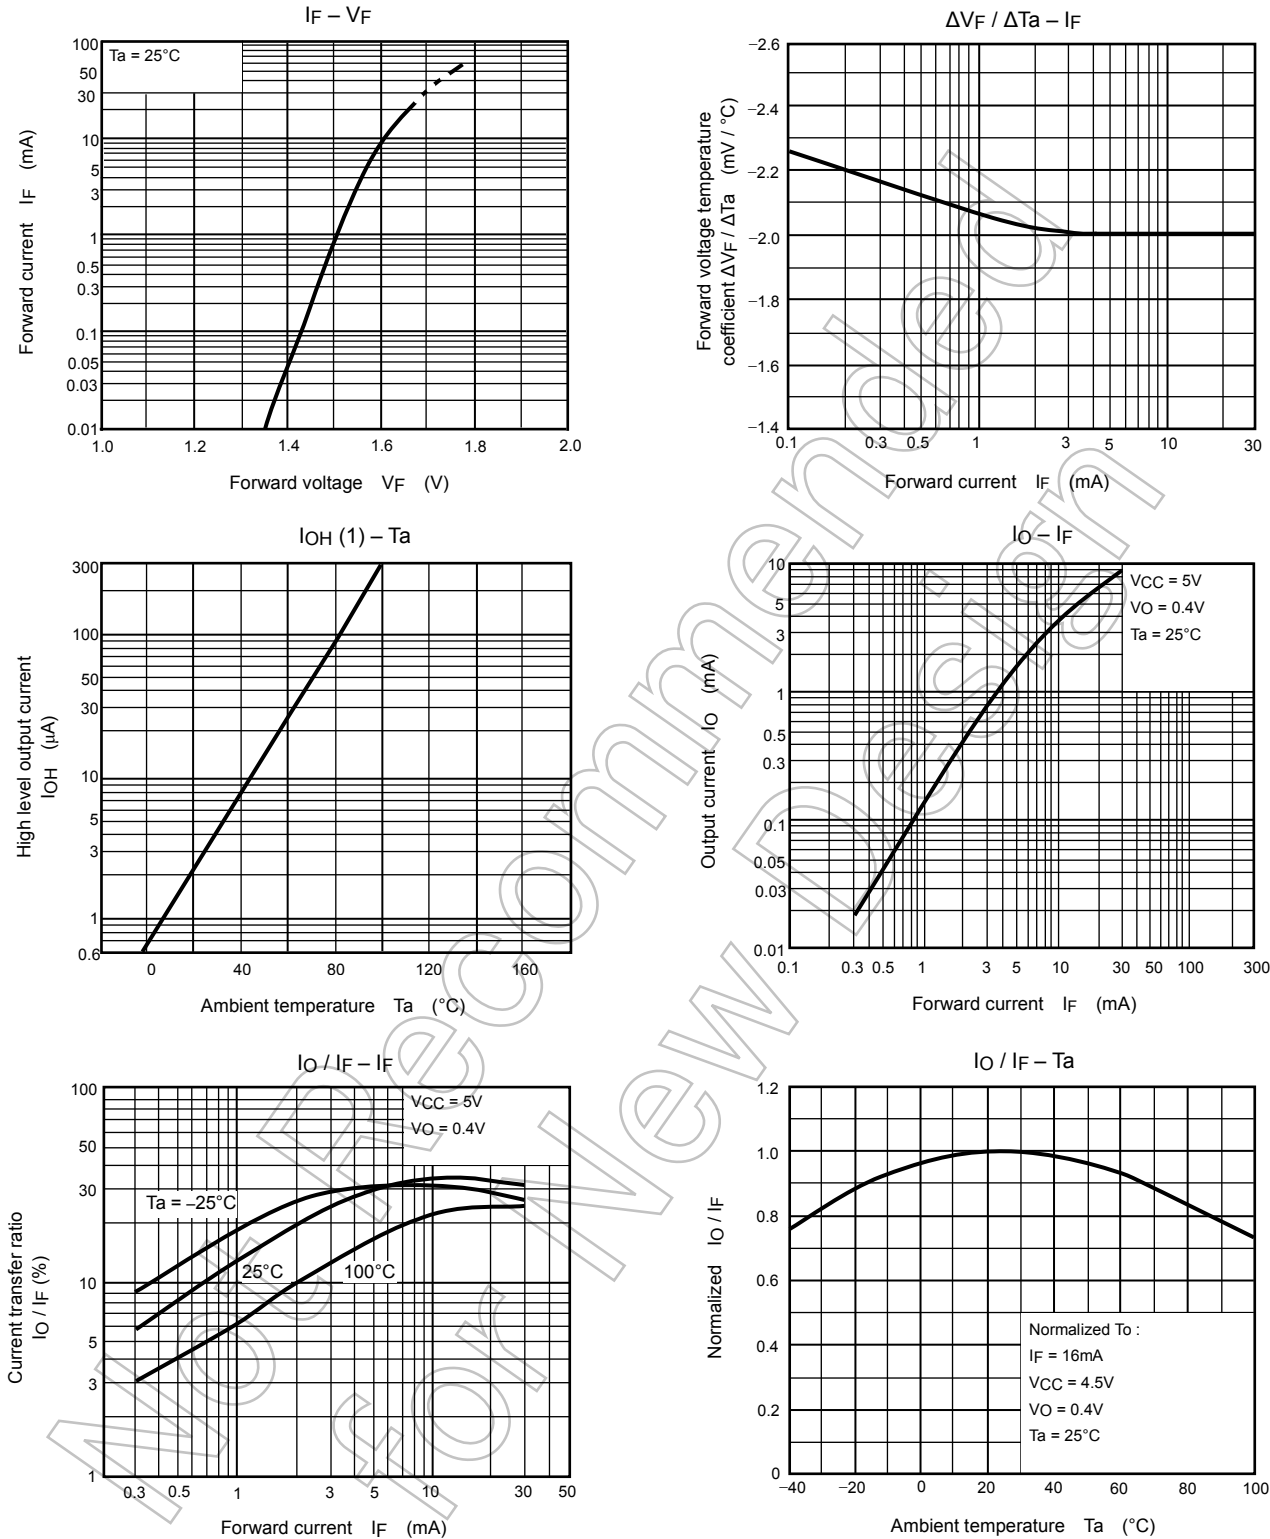 IF – VF
Ta = 25°C
100
50
30
10
5
3
1
0.5
0.3
0.1
0.05
0.03
0.01
1.0 1.2 1.4 1.6 1.8 2.0
Forward current IF (mA)
Forward voltage VF (V)
ΔVF / ΔTa – IF
–2.6
–2.4
–2.2
–2.0
–1.8
–1.6
–1.4
0.1 0.3 0.5 1 3 5 10 30
Forward voltage temperature
coefficient ΔVF / ΔTa (mV / °C)
Forward current IF (mA)
IOH (1) – Ta
300
100
50
30
10
5
3
1
0.6
0 40 80 120 160
High level output current
IOH (μA)
Ambient temperature Ta (°C)
IO – IF
VCC = 5V
VO = 0.4V
Ta = 25°C
10
5
3
1
0.5
0.3
0.1
0.05
0.03
0.01
0.1 0.3 0.5 1 3 5 10 30 50 100 300
Output current IO (mA)
Forward current IF (mA)
IO / IF – IF
VCC = 5V
VO = 0.4V
Ta = –25°C
25°C
100°C
100
50
30
10
5
3
1
0.3 0.5 1 3 5 10 30 50
Current transfer ratio
IO / IF (%)
Forward current IF (mA)
IO / IF – Ta
1.2
1.0
0.8
0.6
0.4
0.2
0
–40 –20 0 20 40 60 80 100
Normalized IO / IF
Normalized To :
IF = 16mA
VCC = 4.5V
VO = 0.4V
Ta = 25°C
Ambient temperature Ta (°C)
Not Recommended
for New Design